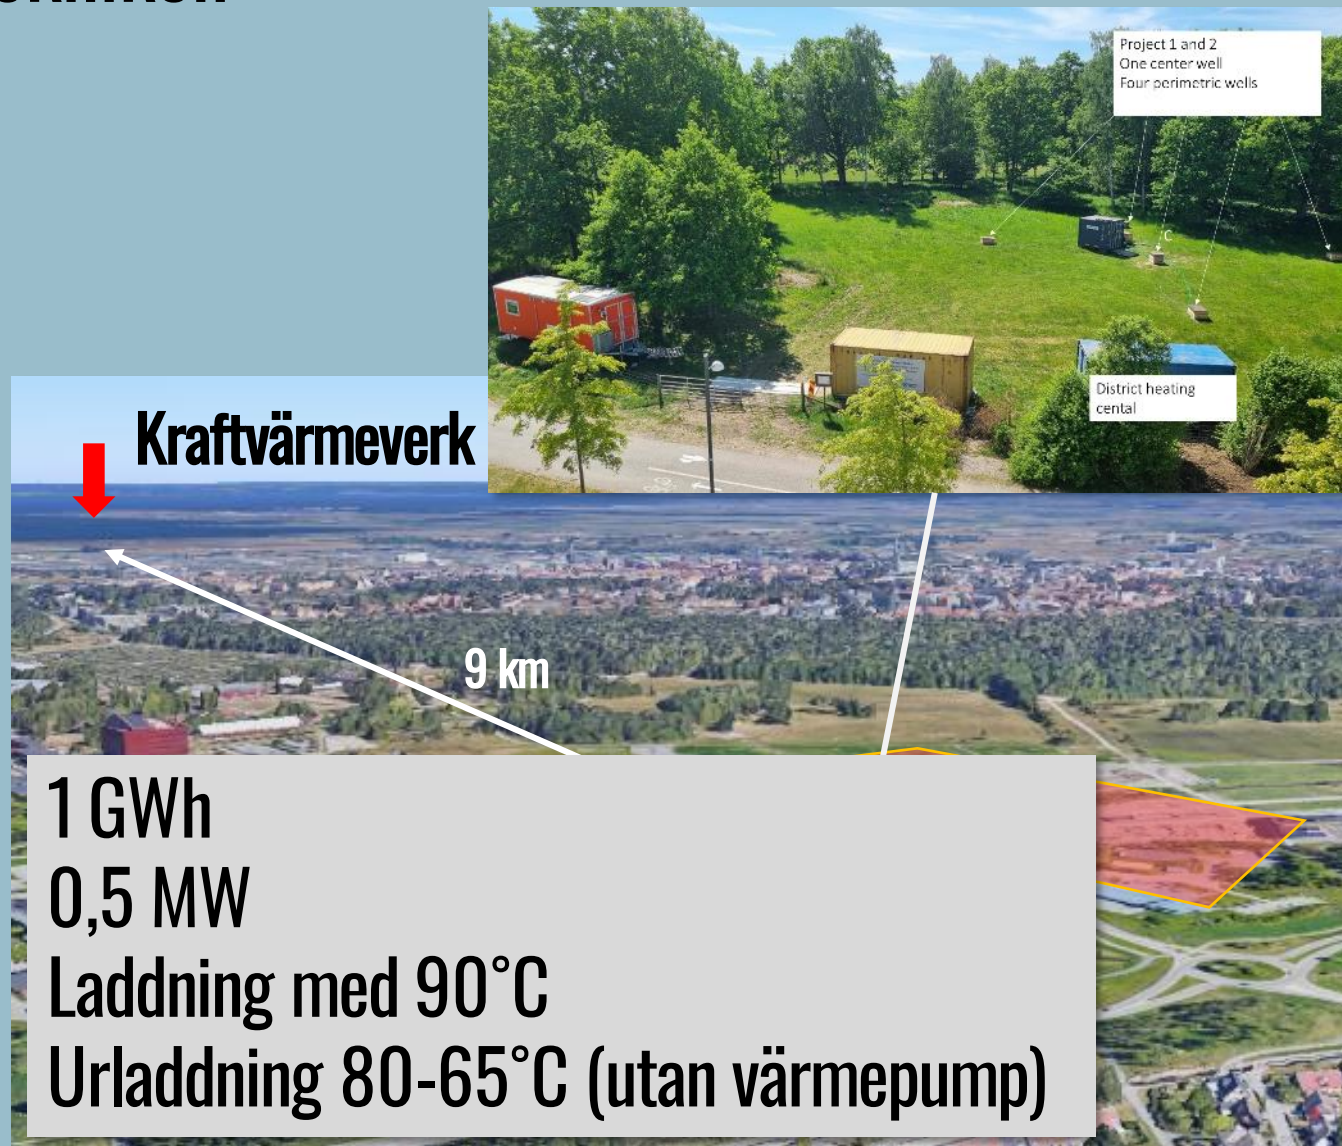 Project 1 and 2
One center well
Four perimetric wells
C
District heating
cental
Kraftvärmeverk
9 km
1 GWh
0,5 MW
Laddning med 90°C
Urladdning 80-65°C (utan värmepump)